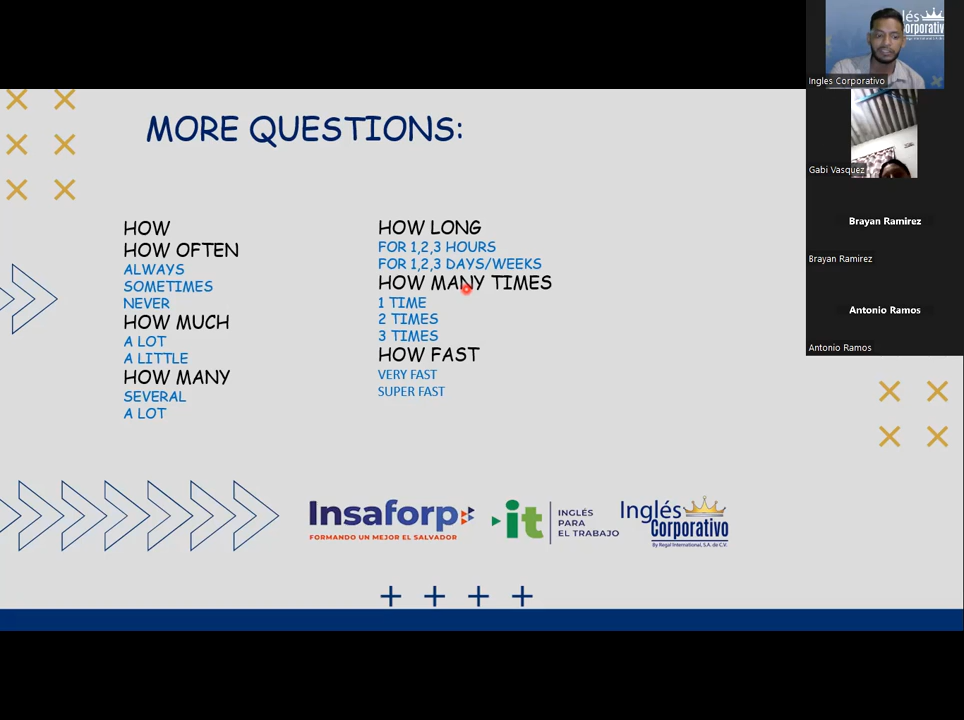 MORE QUESTIONS:
HOW
HOW OFTEN
ALWAYS
SOMETIMES
NEVER
HOW MUCH
A LOT
A LITTLE
HOW MANY
SEVERAL
A LOT
HOW LONG
FOR 1,2,3 HOURS
FOR 1,2,3 DAYS/WEEKS
HOW MANY TIMES
1 TIME
2 TIMES
3 TIMES
HOW FAST
VERY FAST
SUPER FAST
Insaforp
FORMANDO UN MEJOR EL SALVADOR
it
INGLÉS
PARA
EL TRABAJO
Inglés
Corporativo
By Regal International, S.A. de C.V.
lés
orporativ
Ingles Corporativo
Gabi Vasquez
Brayan Ramirez
Brayan Ramirez
Antonio Ramos
Antonio Ramos